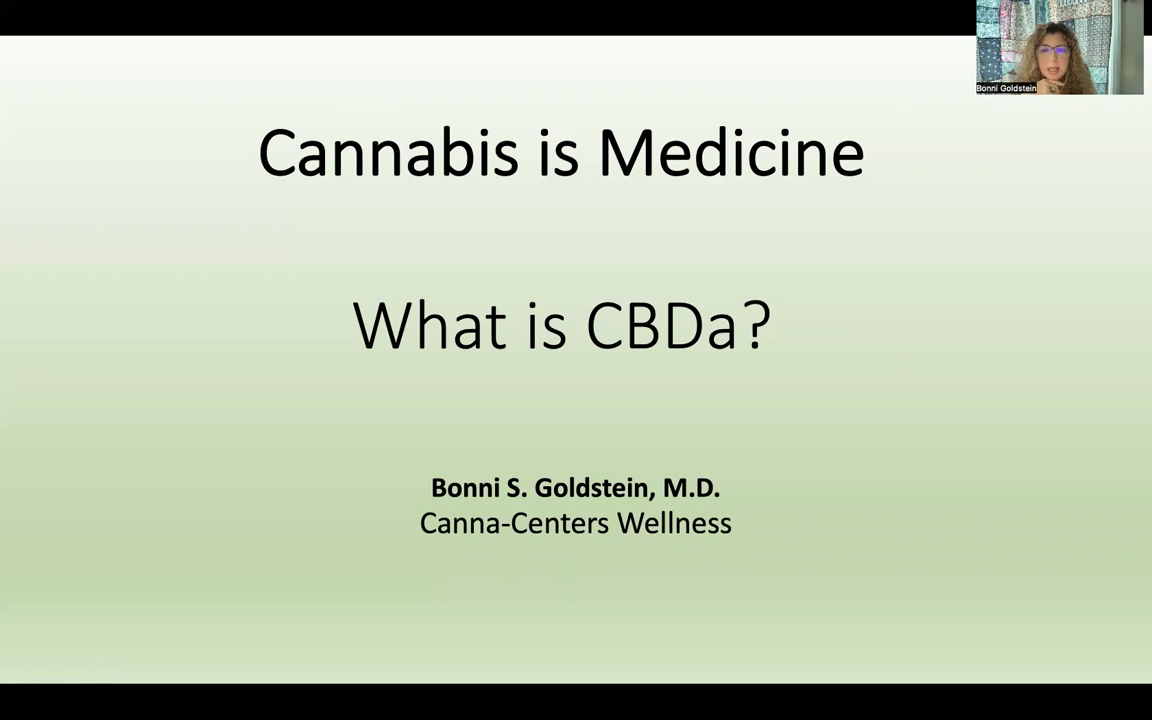 Bonni Goldstein
Cannabis is Medicine
What is CBDa?
Bonni S. Goldstein, M.D.
Canna-Centers Wellness